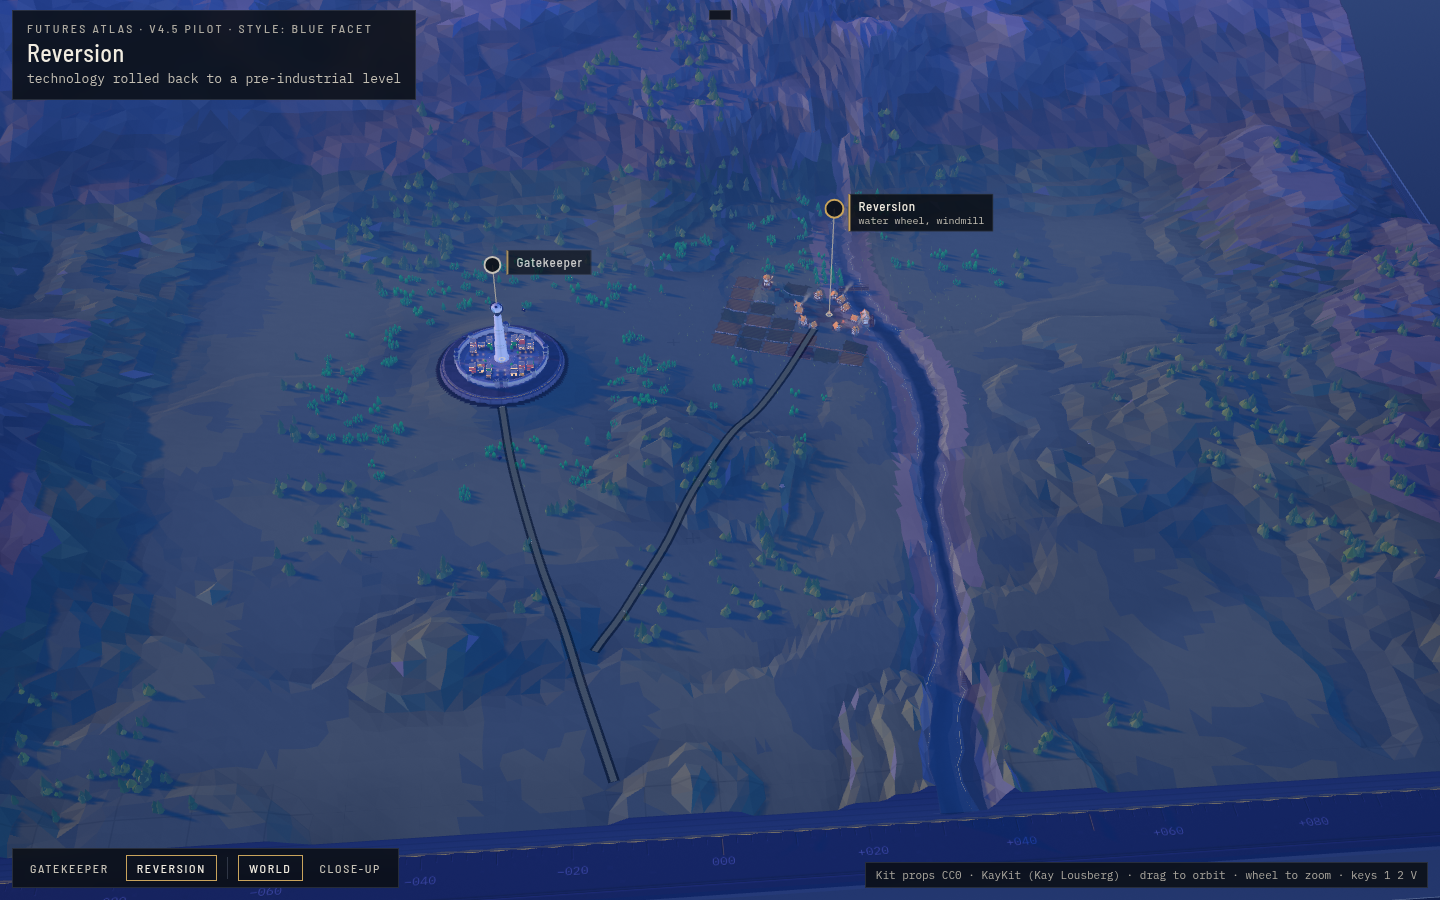 FUTURES ATLAS · V4.5 PILOT · STYLE: BLUE FACET
Reversion
technology rolled back to a pre-industrial level
Reversion
water wheel, windmill
Gatekeeper
+080
+060
+040
+020
000
−020
−040
−060
GATEKEEPER REVERSION WORLD CLOSE-UP
Kit props CC0 · KayKit (Kay Lousberg) · drag to orbit · wheel to zoom · keys 1 2 V